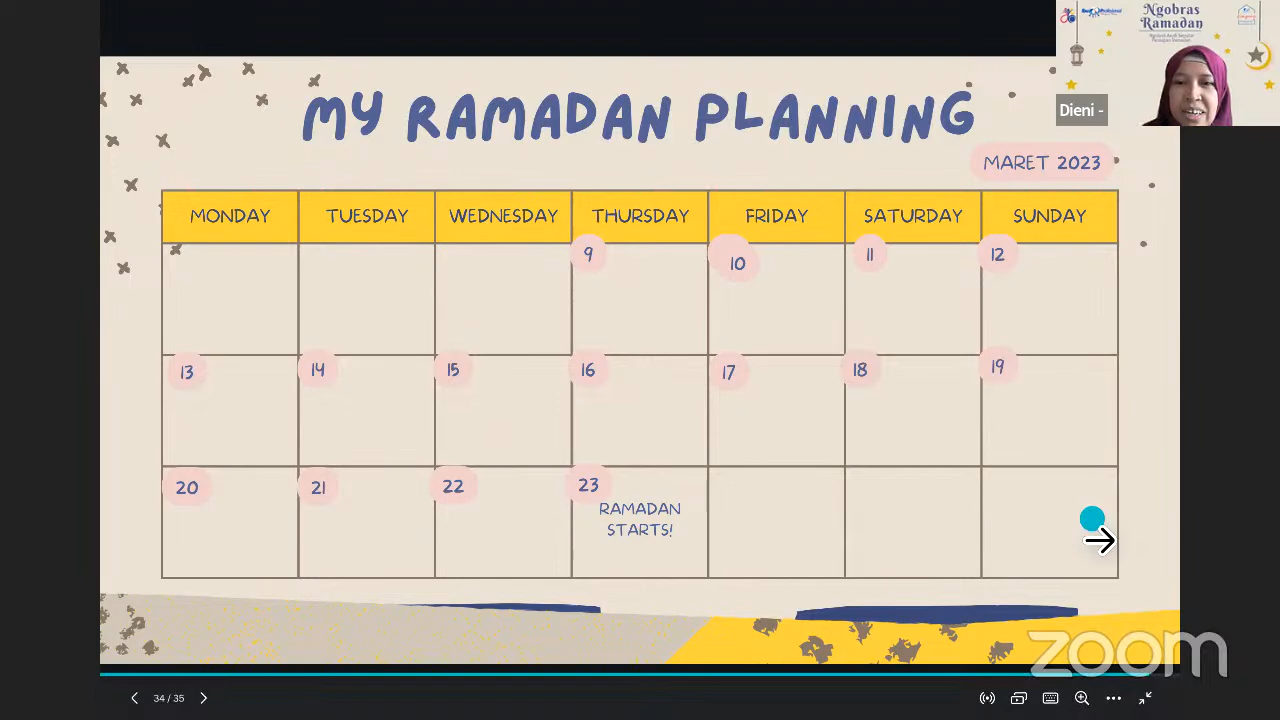 Ngobras
Ramadan
Dieni -
MY RAMADAN PLANNING
MARET 2023
MONDAY TUESDAY WEDNESDAY THURSDAY FRIDAY SATURDAY SUNDAY
9 10 11 12
13 14 15 16 17 18 19
20 21 22 23
RAMADAN
STARTS!
zoom
34 / 35